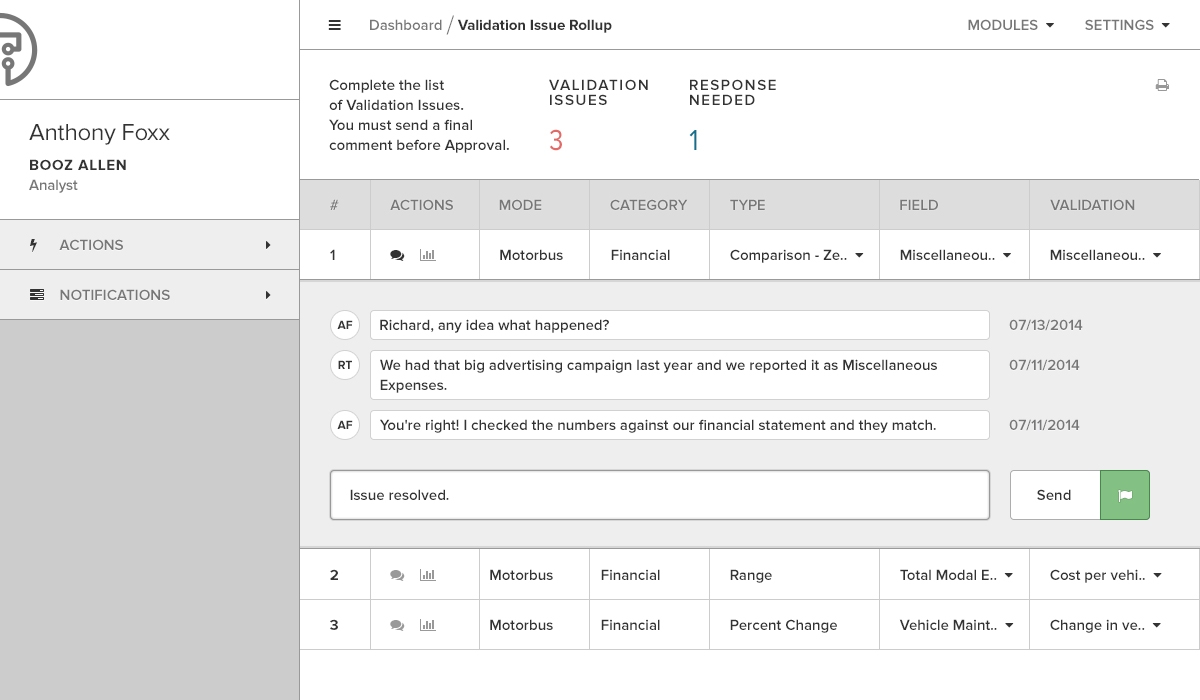 Dashboard / Validation Issue Rollup
MODULES
SETTINGS
Anthony Foxx
BOOZ ALLEN
Analyst
ACTIONS
NOTIFICATIONS
Complete the list
of Validation Issues.
You must send a final
comment before Approval.
VALIDATION
ISSUES
3
RESPONSE
NEEDED
1
# ACTIONS MODE CATEGORY TYPE FIELD VALIDATION
1 Motorbus Financial Comparison - Ze.. Miscellaneou.. Miscellaneou..
AF Richard, any idea what happened? 07/13/2014
RT We had that big advertising campaign last year and we reported it as Miscellaneous 07/11/2014
Expenses.
AF You're right! I checked the numbers against our financial statement and they match. 07/11/2014
Issue resolved. Send
2 Motorbus Financial Range Total Modal E.. Cost per vehi..
3 Motorbus Financial Percent Change Vehicle Maint.. Change in ve..